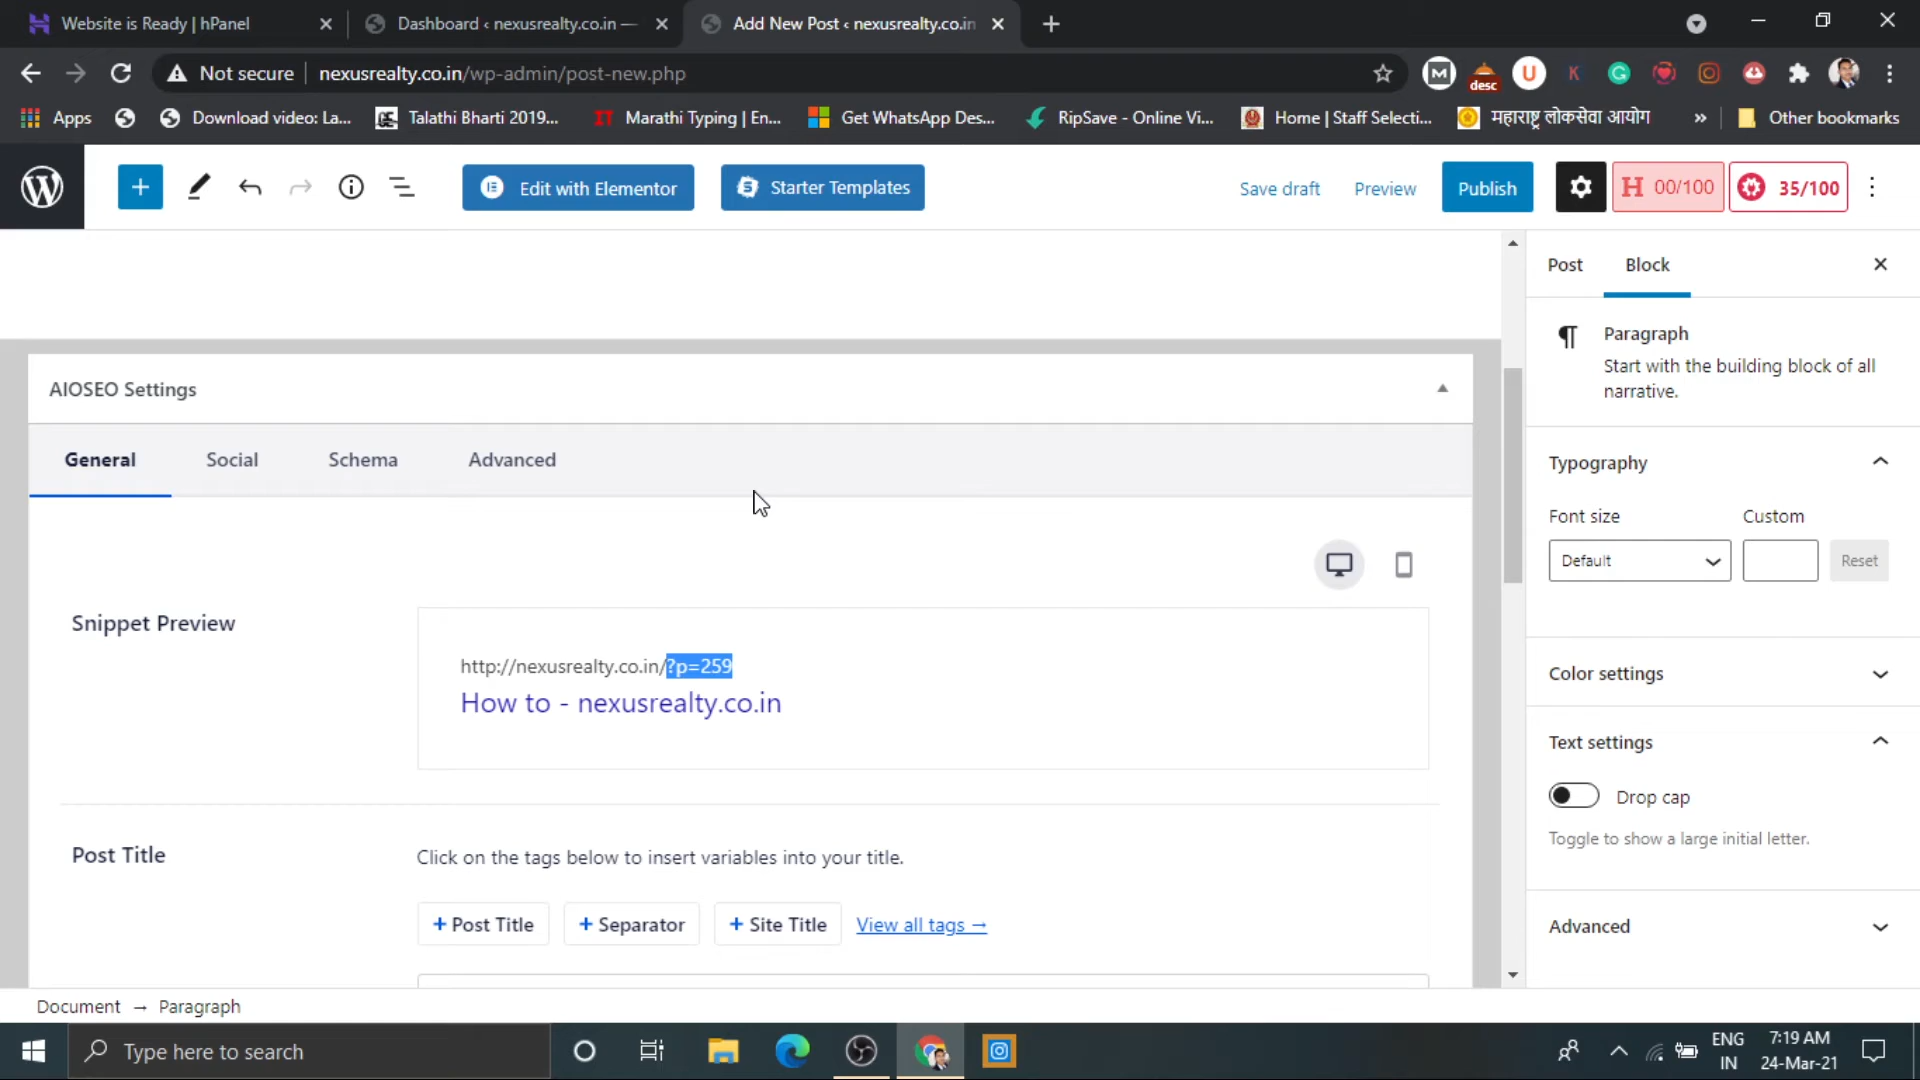 Website is Ready | hPanel
Dashboard ‹ nexusrealty.co.in —
Add New Post ‹ nexusrealty.co.in
Not secure
nexusrealty.co.in/wp-admin/post-new.php
desc
Apps
Download video: La...
Talathi Bharti 2019...
Marathi Typing | En...
Get WhatsApp Des...
RipSave - Online Vi...
Home | Staff Selecti...
महाराष्ट्र लोकसेवा आयोग
»
Other bookmarks
Edit with Elementor
Starter Templates
Save draft
Preview
Publish
H 00/100
35/100
Post
Block
Paragraph
Start with the building block of all
narrative.
AIOSEO Settings
General
Social
Schema
Advanced
Typography
Font size
Custom
Default
Reset
Snippet Preview
http://nexusrealty.co.in/?p=259
How to - nexusrealty.co.in
Color settings
Text settings
Drop cap
Toggle to show a large initial letter.
Post Title
Click on the tags below to insert variables into your title.
+ Post Title
+ Separator
+ Site Title
View all tags →
Advanced
Document → Paragraph
Type here to search
ENG
IN
7:19 AM
24-Mar-21